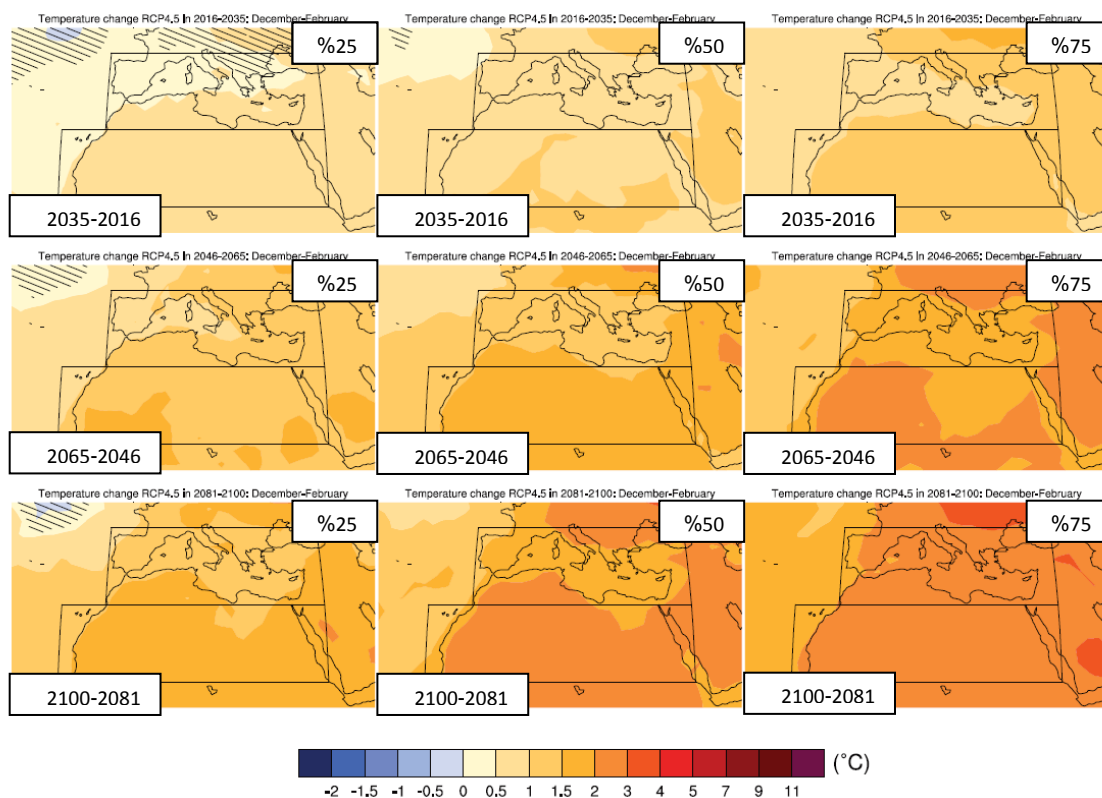 Temperature change RCP4.5 in 2016-2035: December-February
%25
2035-2016
Temperature change RCP4.5 in 2016-2035: December-February
%50
2035-2016
Temperature change RCP4.5 in 2016-2035: December-February
%75
2035-2016
Temperature change RCP4.5 in 2046-2065: December-February
%25
2065-2046
Temperature change RCP4.5 in 2046-2065: December-February
%50
2065-2046
Temperature change RCP4.5 in 2046-2065: December-February
%75
2065-2046
Temperature change RCP4.5 in 2081-2100: December-February
%25
2100-2081
Temperature change RCP4.5 in 2081-2100: December-February
%50
2100-2081
Temperature change RCP4.5 in 2081-2100: December-February
%75
2100-2081
(°C)
-2 -1.5 -1 -0.5 0 0.5 1 1.5 2 3 4 5 7 9 11